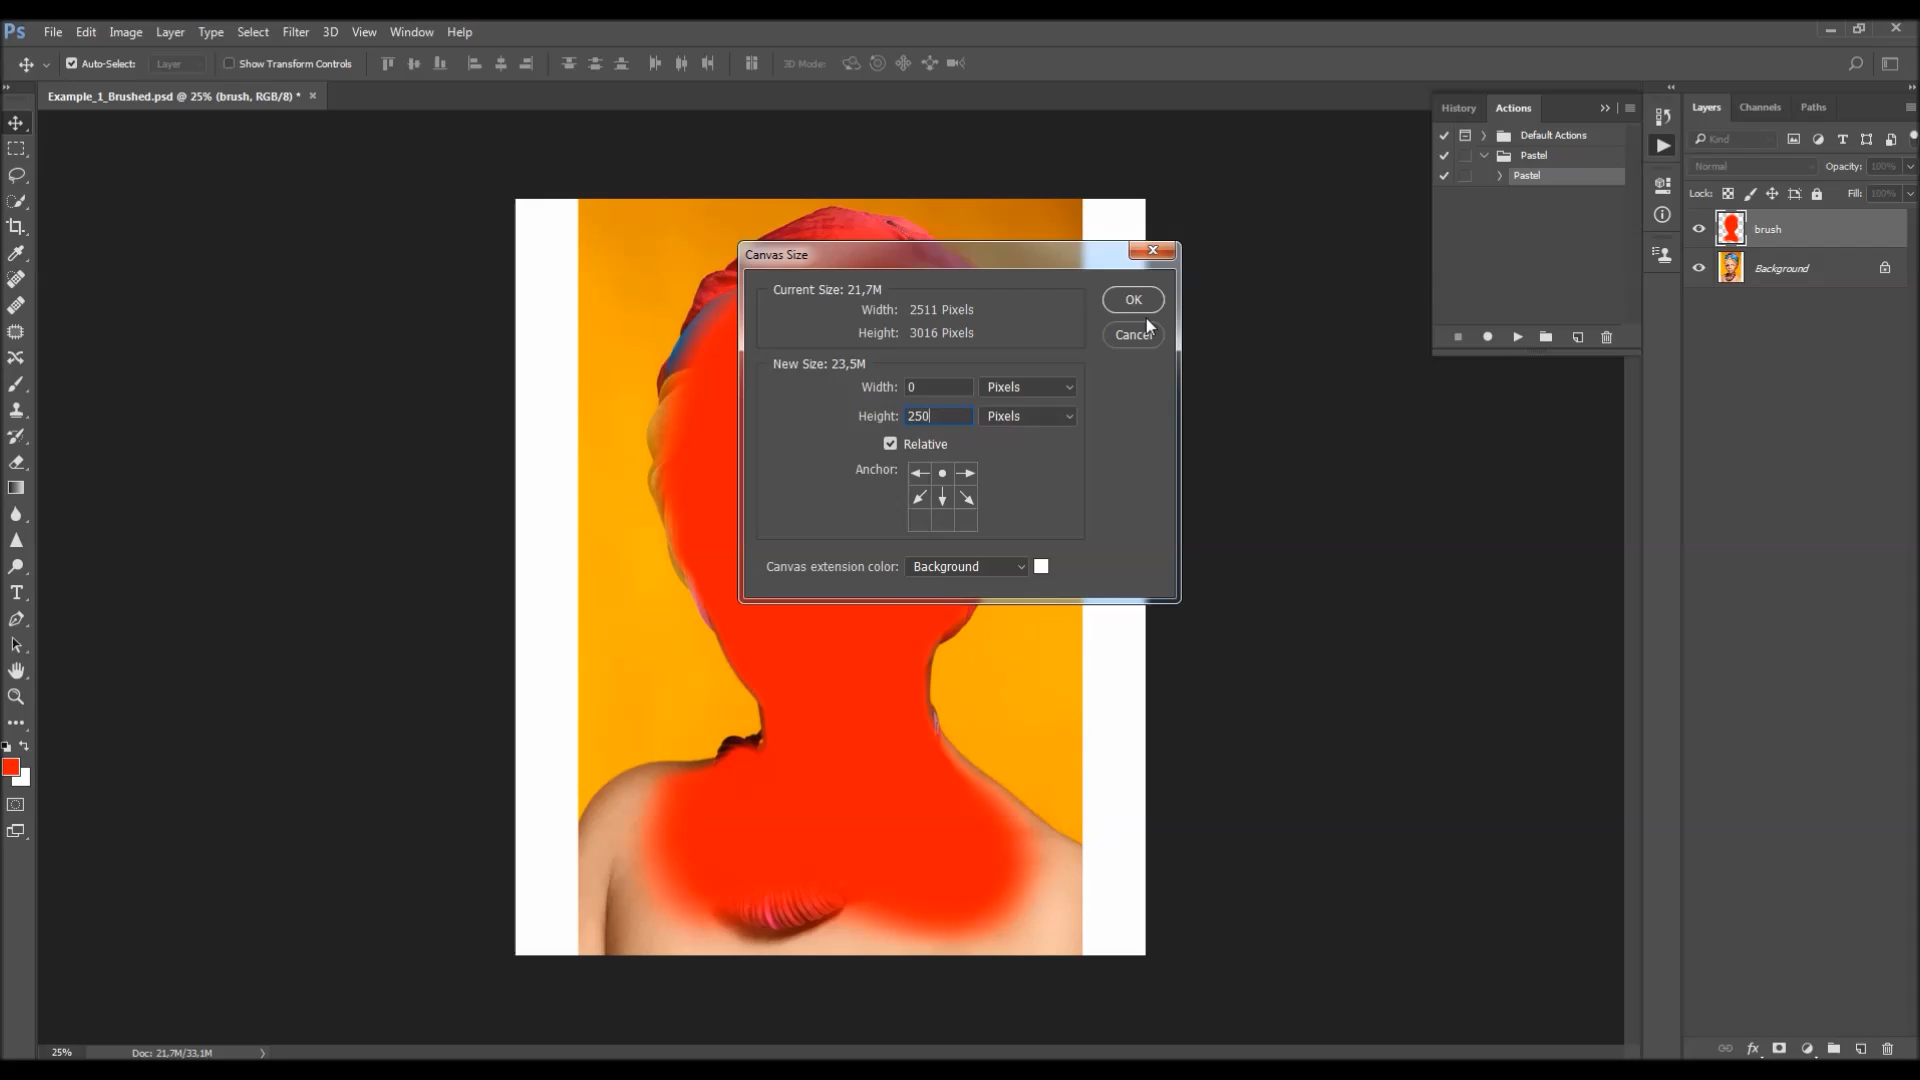 Ps File Edit Image Layer Type Select Filter 3D View Window Help
Auto-Select: Layer Show Transform Controls 3D Mode:
Example_1_Brushed.psd @ 25% (brush, RGB/8) *
History Actions
Default Actions
Pastel
Pastel
Layers Channels Paths
Kind
Normal Opacity: 100%
Lock: Fill: 100%
brush
Background
Canvas Size
Current Size: 21,7M
Width: 2511 Pixels
Height: 3016 Pixels
OK
Cancel
New Size: 23,5M
Width: 0 Pixels
Height: 250 Pixels
Relative
Anchor:
Canvas extension color: Background
25% Doc: 21,7M/33,1M